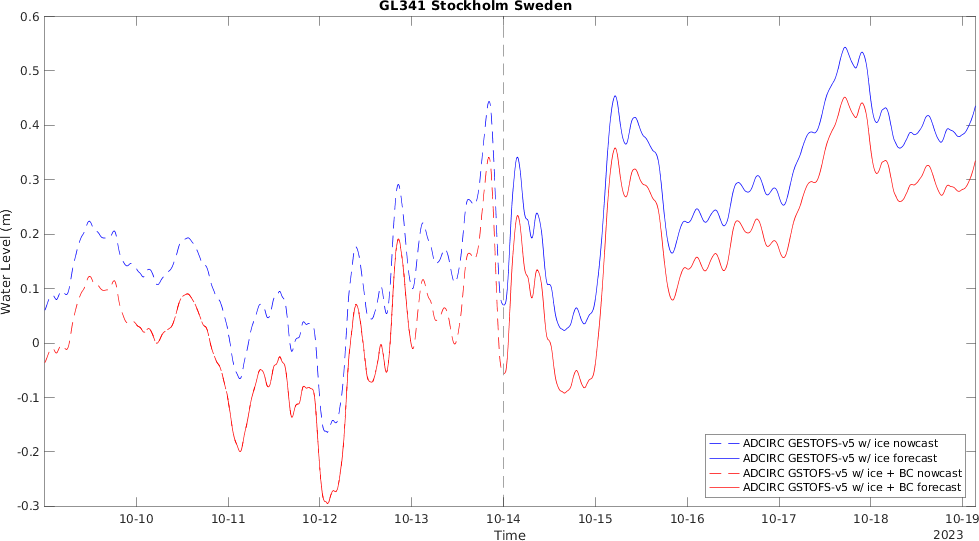 GL341 Stockholm Sweden
0.6
0.5
0.4
0.3
0.2
0.1
0
-0.1
-0.2
-0.3
Water Level (m)
ADCIRC GESTOFS-v5 w/ ice nowcast
ADCIRC GESTOFS-v5 w/ ice forecast
ADCIRC GSTOFS-v5 w/ ice + BC nowcast
ADCIRC GSTOFS-v5 w/ ice + BC forecast
10-10 10-11 10-12 10-13 10-14 10-15 10-16 10-17 10-18 10-19
Time
2023